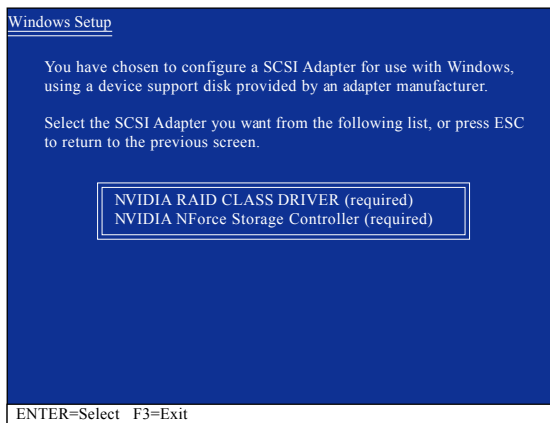 Windows Setup
You have chosen to configure a SCSI Adapter for use with Windows,
using a device support disk provided by an adapter manufacturer.
Select the SCSI Adapter you want from the following list, or press ESC
to return to the previous screen.
NVIDIA RAID CLASS DRIVER (required)
NVIDIA NForce Storage Controller (required)
ENTER=Select F3=Exit